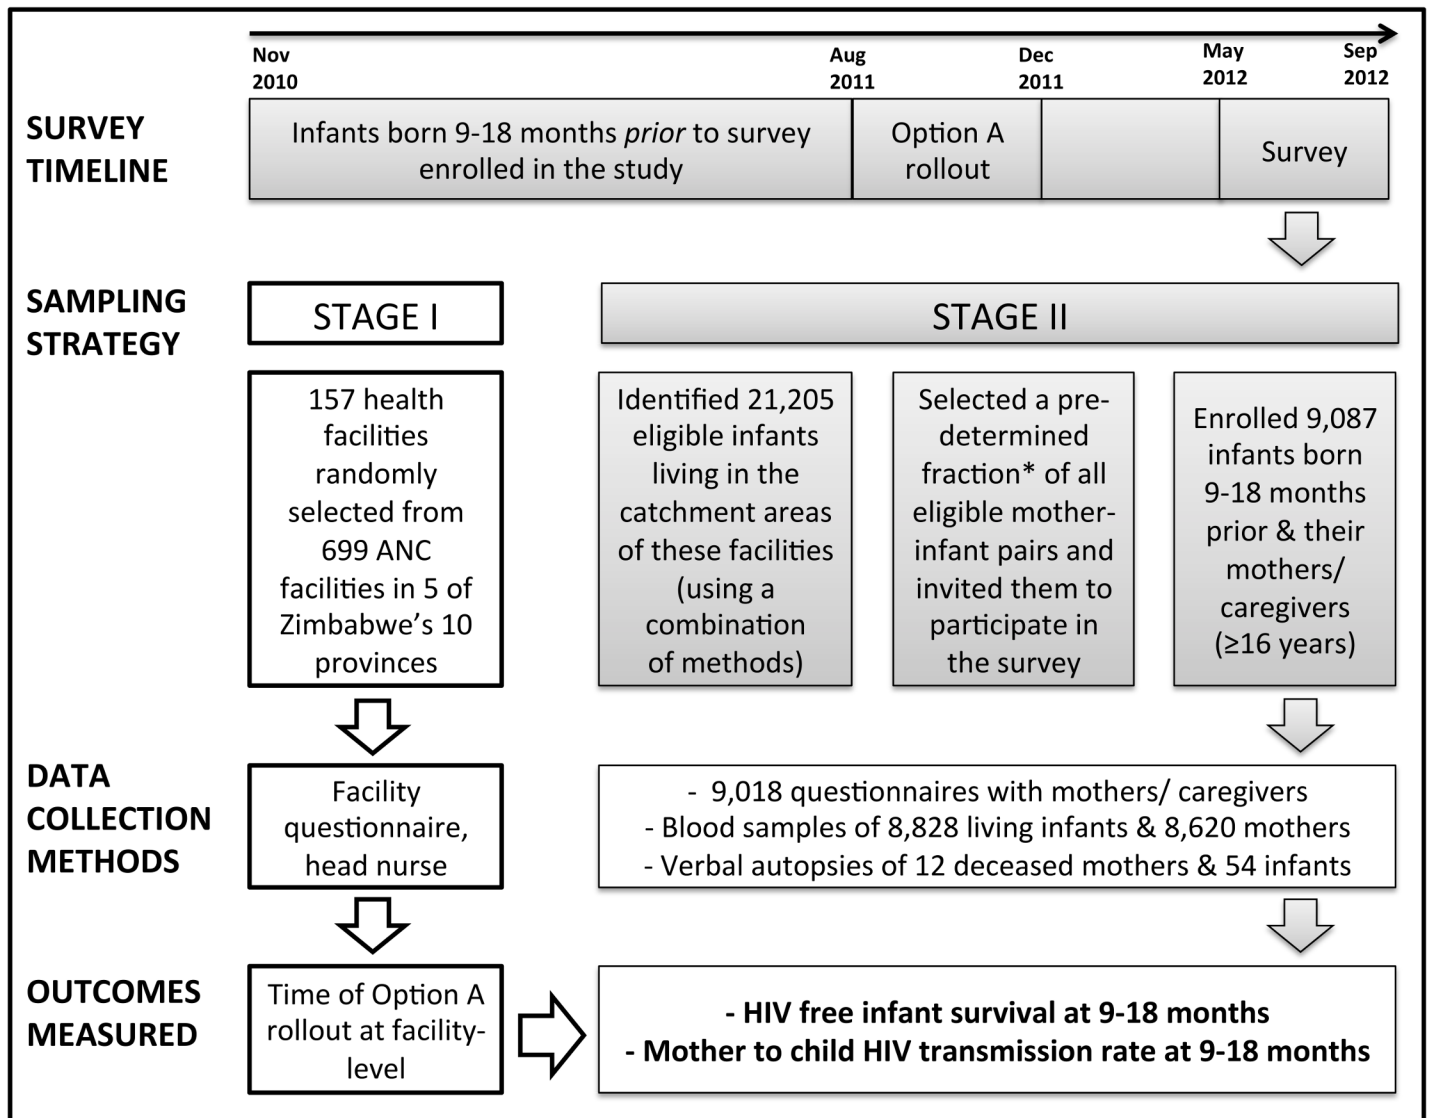 Nov
2010
Aug
2011
Dec
2011
May
2012
Sep
2012
SURVEY
TIMELINE
Infants born 9-18 months prior to survey
enrolled in the study
Option A
rollout
Survey
SAMPLING
STRATEGY
STAGE I
STAGE II
157 health
facilities
randomly
selected from
699 ANC
facilities in 5 of
Zimbabwe's 10
provinces
Identified 21,205
eligible infants
living in the
catchment areas
of these facilities
(using a
combination
of methods)
Selected a pre-
determined
fraction* of all
eligible mother-
infant pairs and
invited them to
participate in
the survey
Enrolled 9,087
infants born
9-18 months
prior & their
mothers/
caregivers
(≥16 years)
DATA
COLLECTION
METHODS
Facility
questionnaire,
head nurse
- 9,018 questionnaires with mothers/ caregivers
- Blood samples of 8,828 living infants & 8,620 mothers
- Verbal autopsies of 12 deceased mothers & 54 infants
OUTCOMES
MEASURED
Time of Option A
rollout at facility-
level
- HIV free infant survival at 9-18 months
- Mother to child HIV transmission rate at 9-18 months